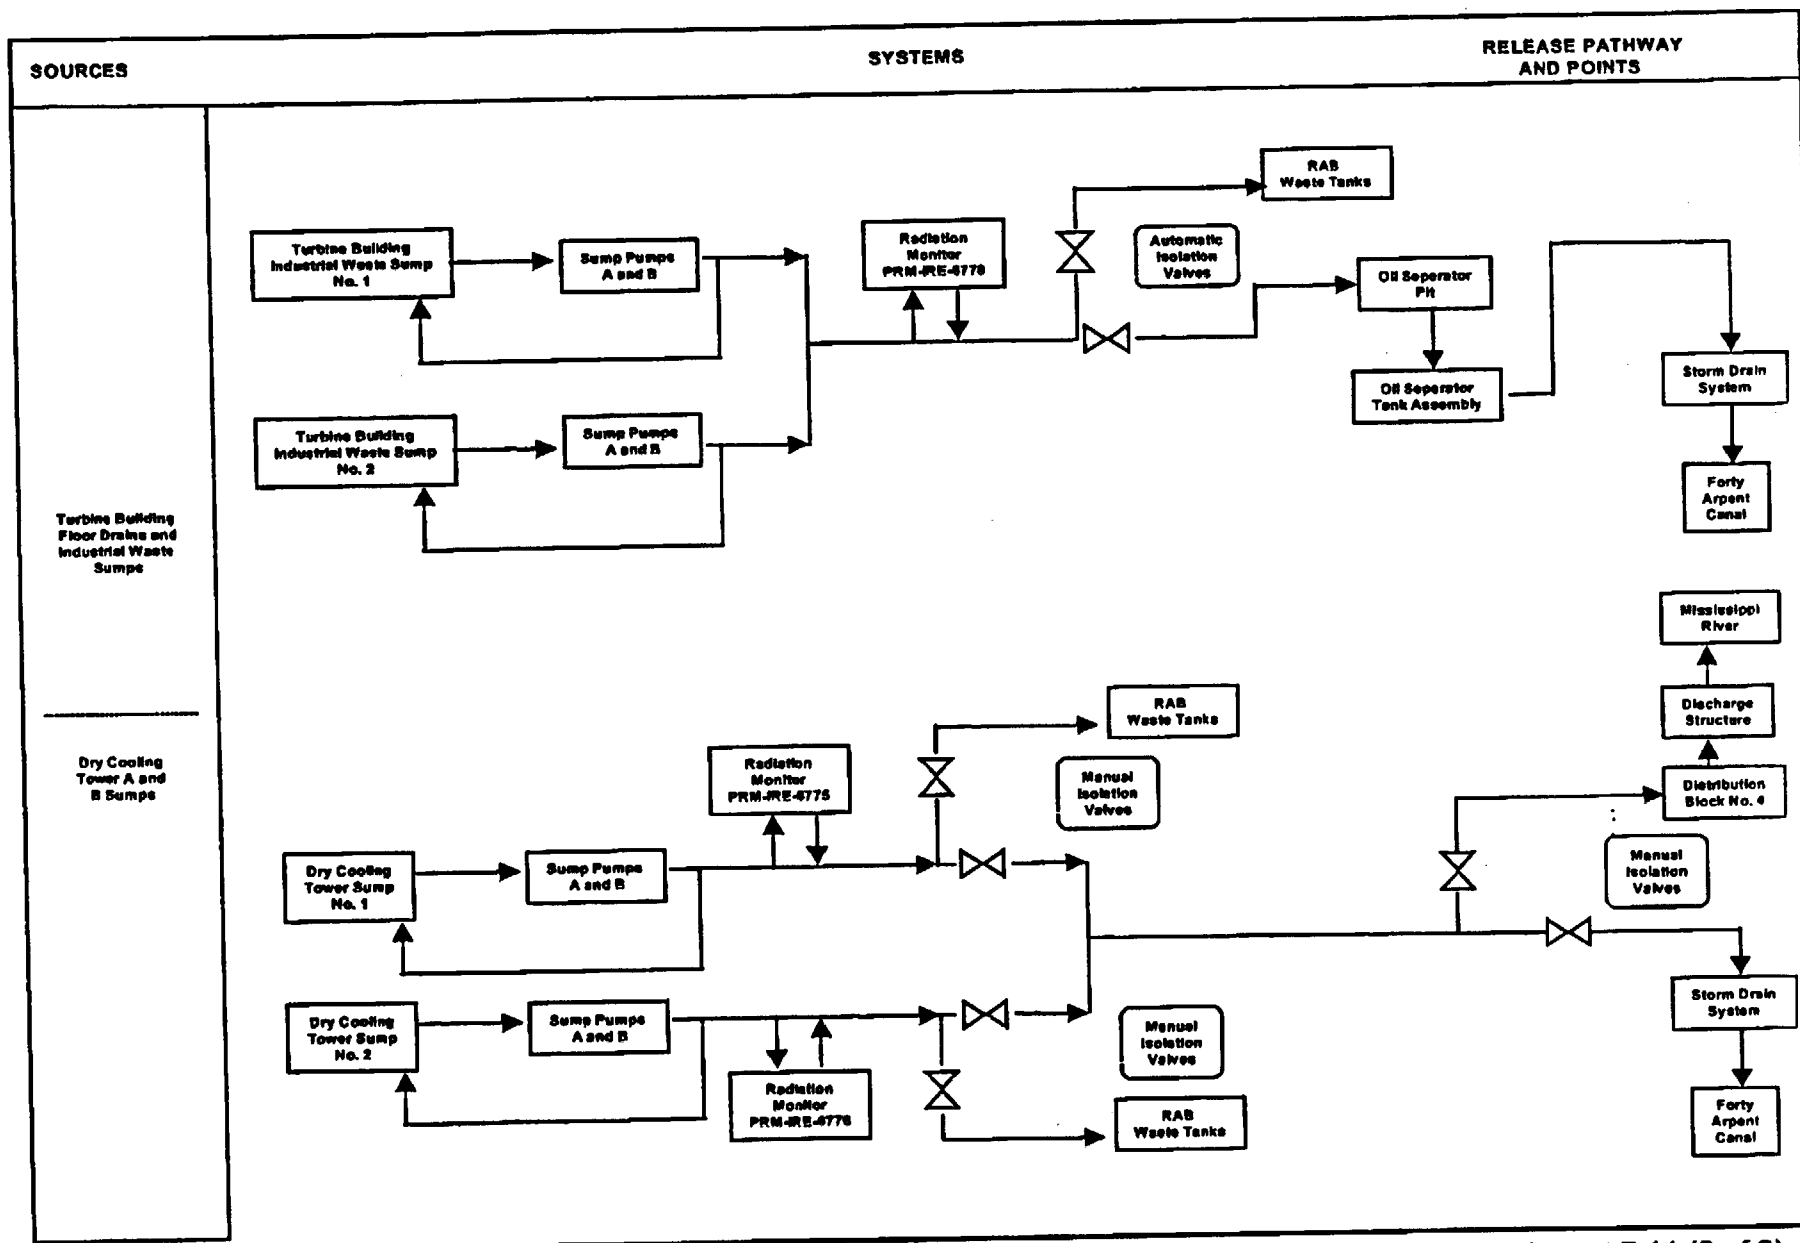 SOURCES
SYSTEMS
RELEASE PATHWAY
AND POINTS
Turbine Building
Floor Drains and
Industrial Waste
Sumps
Dry Cooling
Tower A and
B Sumps
Turbine Building
Industrial Waste Sump
No. 1
Sump Pumps
A and B
Radiation
Monitor
PRM-IRE-6778
RAB
Waste Tanks
Automatic
Isolation
Valves
Oil Seperator
Pit
Oil Seperator
Tank Assembly
Storm Drain
System
Forty
Arpent
Canal
Turbine Building
Industrial Waste Sump
No. 2
Sump Pumps
A and B
Mississippi
River
Discharge
Structure
Distribution
Block No. 4
RAB
Waste Tanks
Manual
Isolation
Valves
Radiation
Monitor
PRM-IRE-6775
Dry Cooling
Tower Sump
No. 1
Sump Pumps
A and B
Manual
Isolation
Valves
Dry Cooling
Tower Sump
No. 2
Sump Pumps
A and B
Radiation
Monitor
PRM-IRE-6776
Manual
Isolation
Valves
RAB
Waste Tanks
Storm Drain
System
Forty
Arpent
Canal